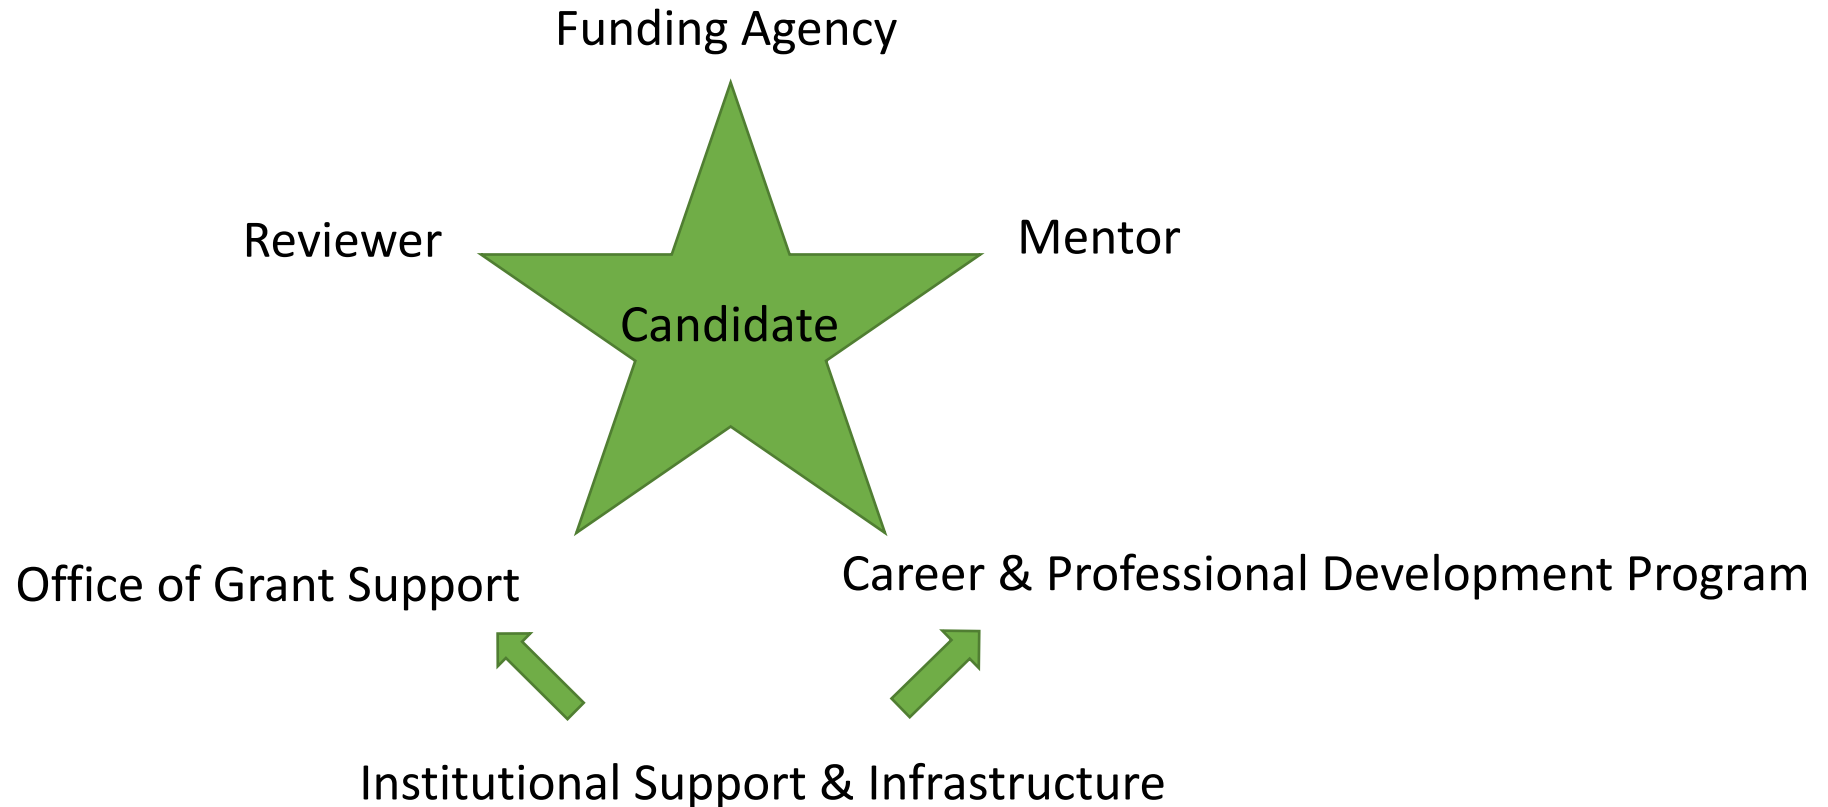 Funding Agency
Reviewer
Mentor
Candidate
Office of Grant Support
Career & Professional Development Program
Institutional Support & Infrastructure